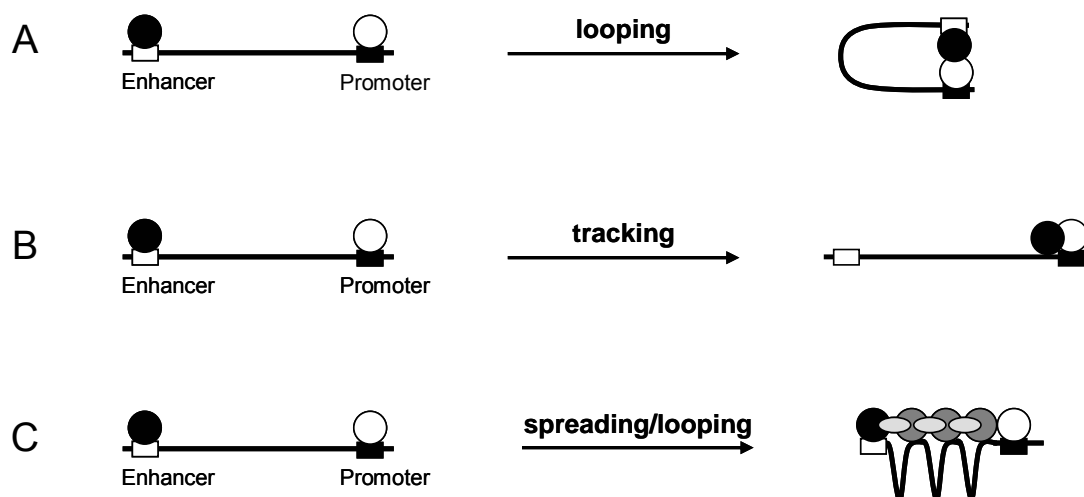 A
looping
Enhancer
Promoter
B
tracking
Enhancer
Promoter
C
spreading/looping
Enhancer
Promoter